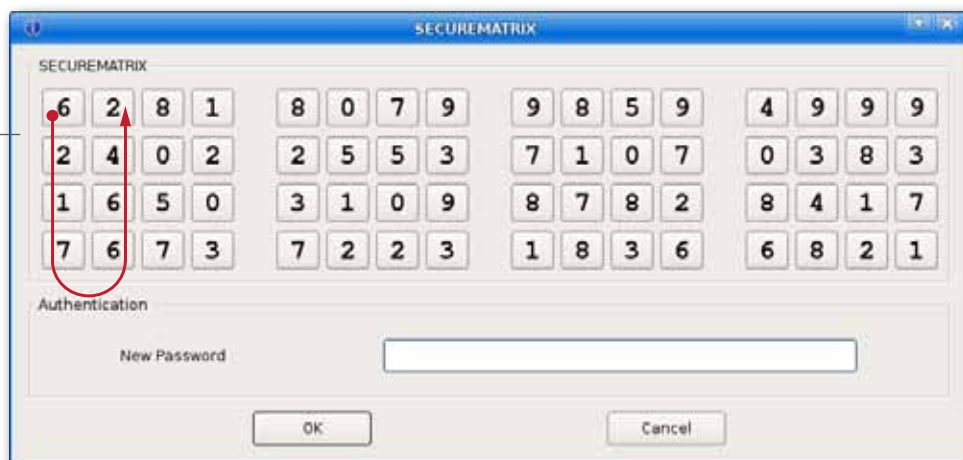 SECUREMATRIX
SECUREMATRIX
6 2 8 1 8 0 7 9 9 8 5 9 4 9 9 9
2 4 0 2 2 5 5 3 7 1 0 7 0 3 8 3
1 6 5 0 3 1 0 9 8 7 8 2 8 4 1 7
7 6 7 3 7 2 2 3 1 8 3 6 6 8 2 1
Authentication
New Password
OK Cancel